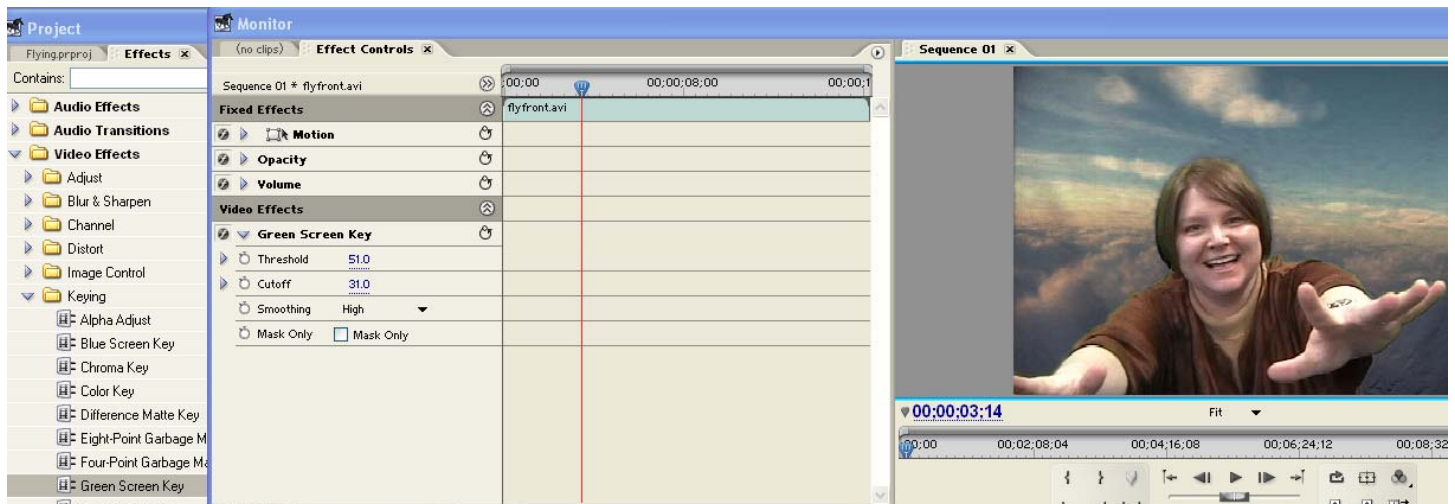 Project
Flying.prproj
Effects
Contains:
Audio Effects
Audio Transitions
Video Effects
Adjust
Blur & Sharpen
Channel
Distort
Image Control
Keying
Alpha Adjust
Blue Screen Key
Chroma Key
Color Key
Difference Matte Key
Eight-Point Garbage M
Four-Point Garbage Ma
Green Screen Key
Monitor
(no clips)
Effect Controls
Sequence 01 * flyfront.avi
:00;00 00;00;08;00 00;00;1
Fixed Effects
flyfront.avi
Motion
Opacity
Volume
Video Effects
Green Screen Key
Threshold 51.0
Cutoff 31.0
Smoothing High
Mask Only Mask Only
Sequence 01
00;00;03;14 Fit
00;00 00;02;08;04 00;04;16;08 00;06;24;12 00;08;32